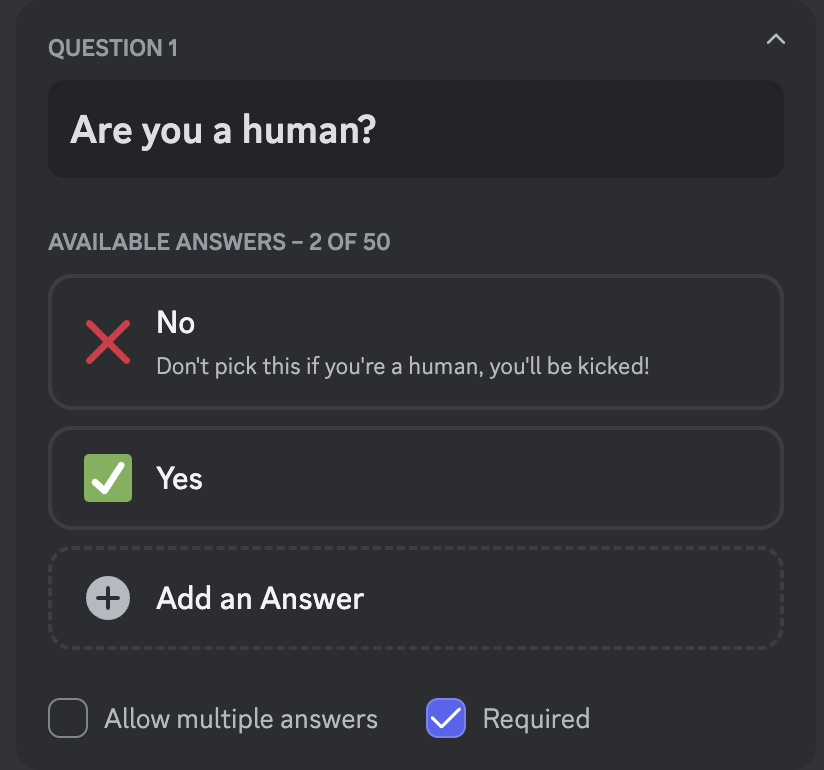 QUESTION 1
Are you a human?
AVAILABLE ANSWERS – 2 OF 50
No
Don't pick this if you're a human, you'll be kicked!
Yes
Add an Answer
Allow multiple answers
Required